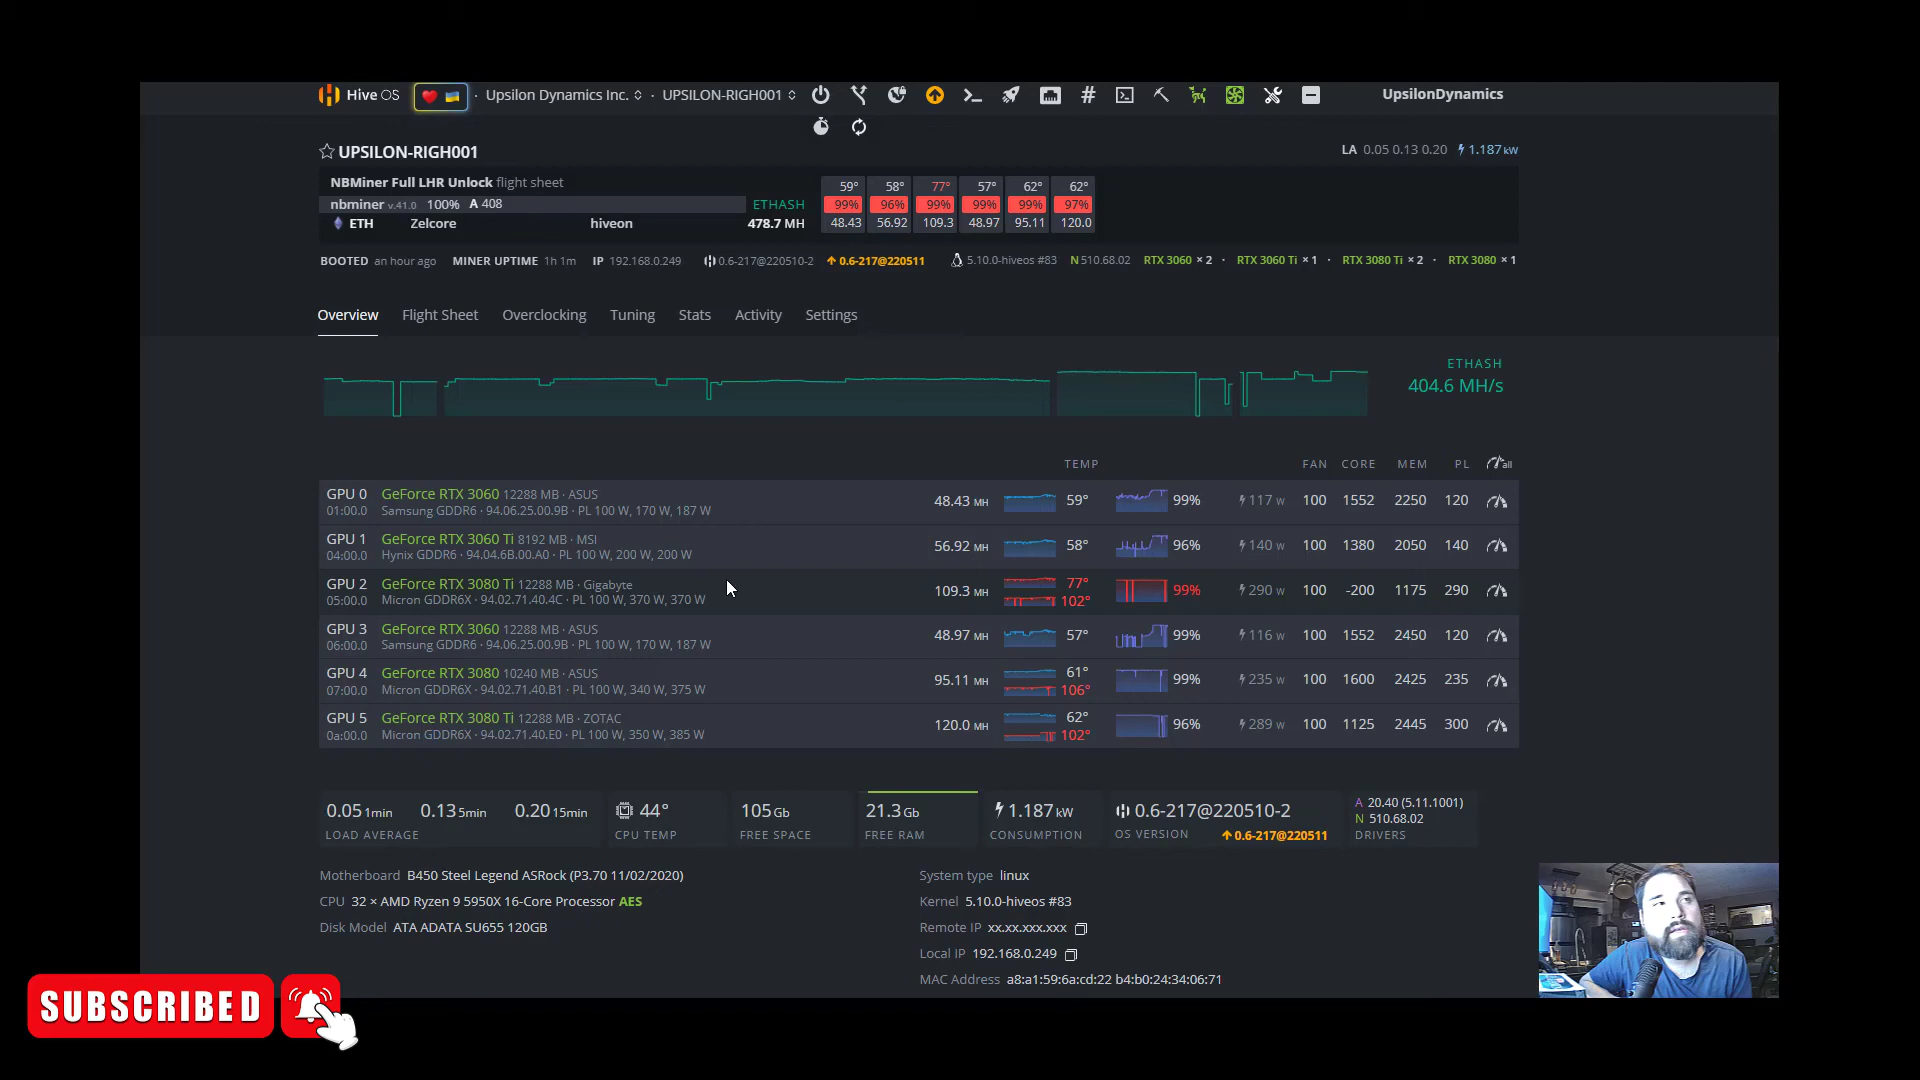 Hive OS · Upsilon Dynamics Inc. · UPSILON-RIGH001 UpsilonDynamics
UPSILON-RIGH001
LA 0.05 0.13 0.20 1.187 kW
NBMiner Full LHR Unlock flight sheet
nbminer v.41.0 100% A 408 ETHASH
ETH Zelcore hiveon 478.7 MH
59° 58° 77° 57° 62° 62°
99% 96% 99% 99% 99% 97%
48.43 56.92 109.3 48.97 95.11 120.0
BOOTED an hour ago MINER UPTIME 1h 1m IP 192.168.0.249 0.6-217@220510-2 0.6-217@220511 5.10.0-hiveos #83 N 510.68.02 RTX 3060 × 2 · RTX 3060 Ti × 1 · RTX 3080 Ti × 2 · RTX 3080 × 1
Overview Flight Sheet Overclocking Tuning Stats Activity Settings
ETHASH
404.6 MH/s
TEMP FAN CORE MEM PL all
GPU 0 GeForce RTX 3060 12288 MB · ASUS 48.43 MH 59° 99% 117 W 100 1552 2250 120
01:00.0 Samsung GDDR6 · 94.06.25.00.9B · PL 100 W, 170 W, 187 W
GPU 1 GeForce RTX 3060 Ti 8192 MB · MSI 56.92 MH 58° 96% 140 W 100 1380 2050 140
04:00.0 Hynix GDDR6 · 94.04.6B.00.A0 · PL 100 W, 200 W, 200 W
GPU 2 GeForce RTX 3080 Ti 12288 MB · Gigabyte 109.3 MH 77° 99% 290 W 100 -200 1175 290
05:00.0 Micron GDDR6X · 94.02.71.40.4C · PL 100 W, 370 W, 370 W 102°
GPU 3 GeForce RTX 3060 12288 MB · ASUS 48.97 MH 57° 99% 116 W 100 1552 2450 120
06:00.0 Samsung GDDR6 · 94.06.25.00.9B · PL 100 W, 170 W, 187 W
GPU 4 GeForce RTX 3080 10240 MB · ASUS 95.11 MH 61° 99% 235 W 100 1600 2425 235
07:00.0 Micron GDDR6X · 94.02.71.40.B1 · PL 100 W, 340 W, 375 W 106°
GPU 5 GeForce RTX 3080 Ti 12288 MB · ZOTAC 120.0 MH 62° 96% 289 W 100 1125 2445 300
0a:00.0 Micron GDDR6X · 94.02.71.40.E0 · PL 100 W, 350 W, 385 W 102°
0.05 1min 0.13 5min 0.20 15min 44° 105 Gb 21.3 Gb 1.187 kW 0.6-217@220510-2 A 20.40 (5.11.1001)
N 510.68.02
LOAD AVERAGE CPU TEMP FREE SPACE FREE RAM CONSUMPTION OS VERSION 0.6-217@220511 DRIVERS
Motherboard B450 Steel Legend ASRock (P3.70 11/02/2020)
CPU 32 × AMD Ryzen 9 5950X 16-Core Processor AES
Disk Model ATA ADATA SU655 120GB
System type linux
Kernel 5.10.0-hiveos #83
Remote IP xx.xx.xxx.xxx
Local IP 192.168.0.249
MAC Address a8:a1:59:6a:cd:22 b4:b0:24:34:06:71
SUBSCRIBED